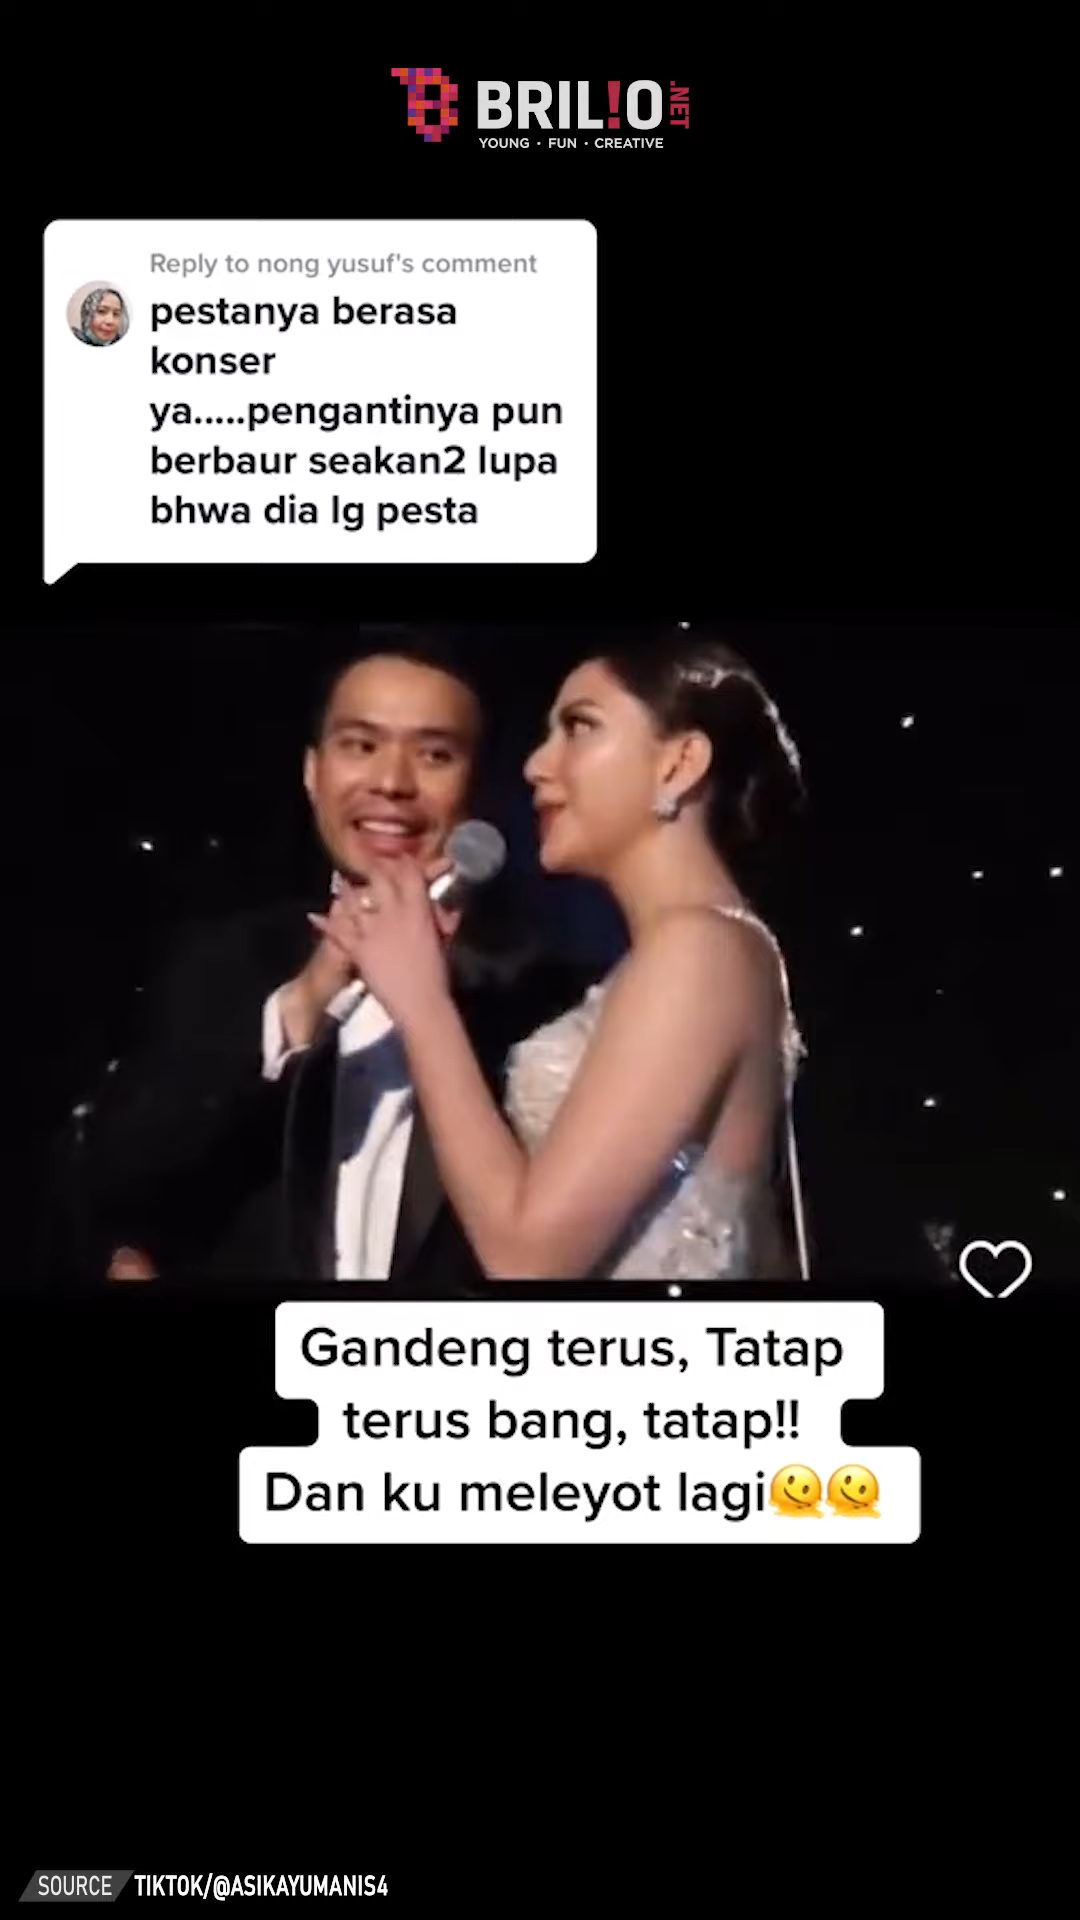 BRIL!O.NET
YOUNG • FUN • CREATIVE
Reply to nong yusuf's comment
pestanya berasa
konser
ya.....pengantinya pun
berbaur seakan2 lupa
bhwa dia lg pesta
Gandeng terus, Tatap
terus bang, tatap!!
Dan ku meleyot lagi🫠🫠
SOURCE TIKTOK/@ASIKAYUMANIS4